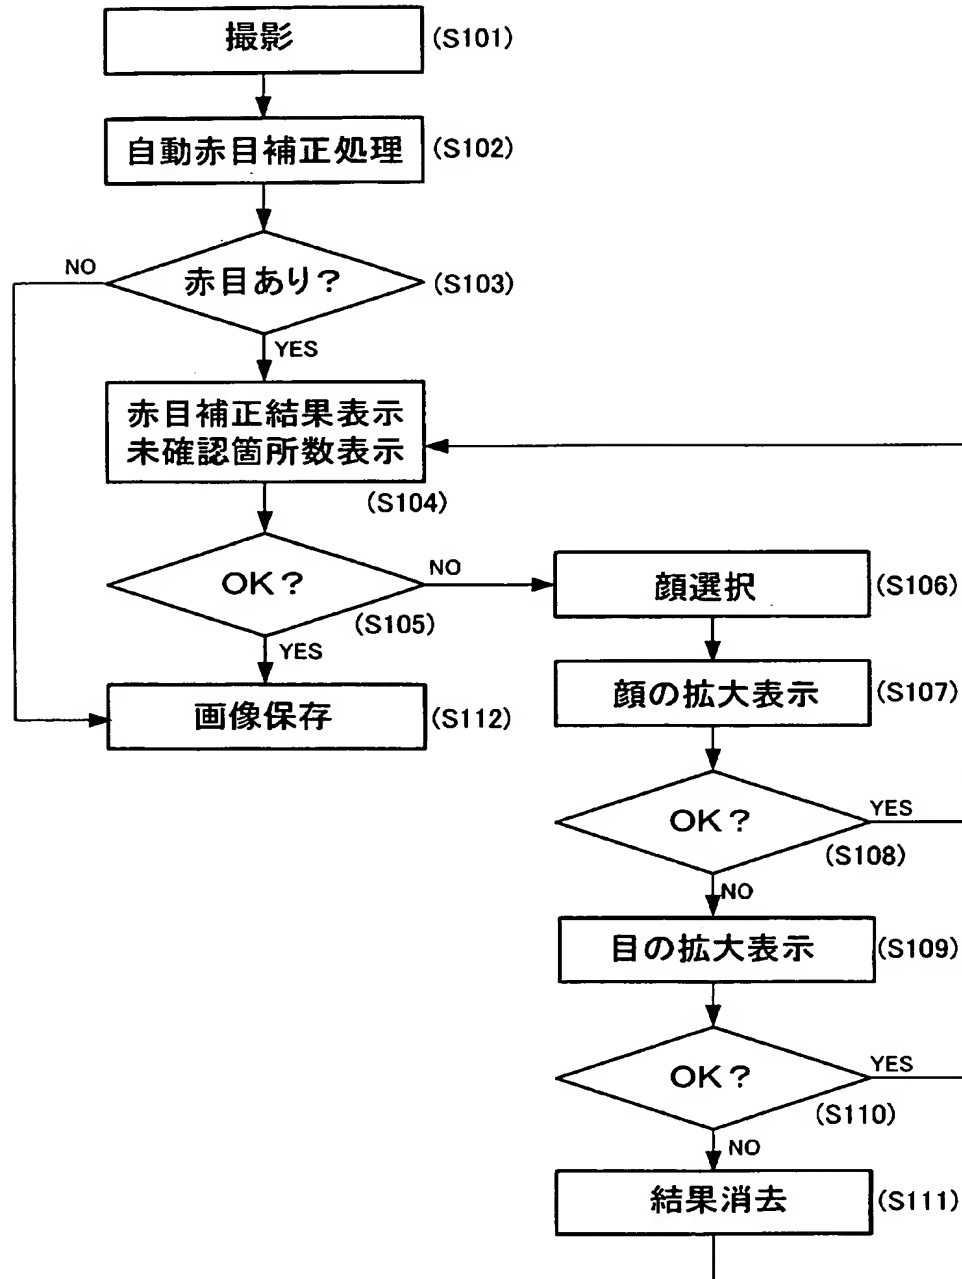 撮影
(S101)
自動赤目補正処理
(S102)
赤目あり?
(S103)
NO
YES
赤目補正結果表示
未確認箇所数表示
(S104)
OK?
(S105)
NO
YES
画像保存
(S112)
顔選択
(S106)
顔の拡大表示
(S107)
OK?
YES
(S108)
NO
目の拡大表示
(S109)
OK?
YES
(S110)
NO
結果消去
(S111)